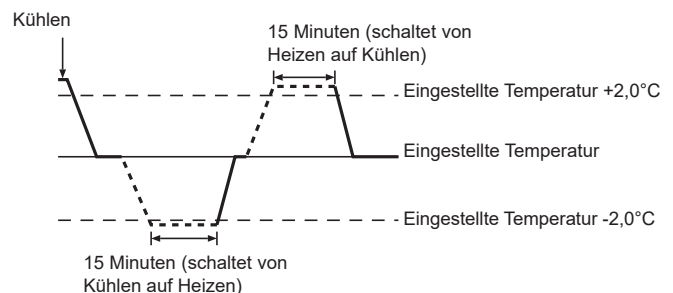 Kühlen
15 Minuten (schaltet von
Heizen auf Kühlen)
Eingestellte Temperatur +2,0°C
Eingestellte Temperatur
Eingestellte Temperatur -2,0°C
15 Minuten (schaltet von
Kühlen auf Heizen)